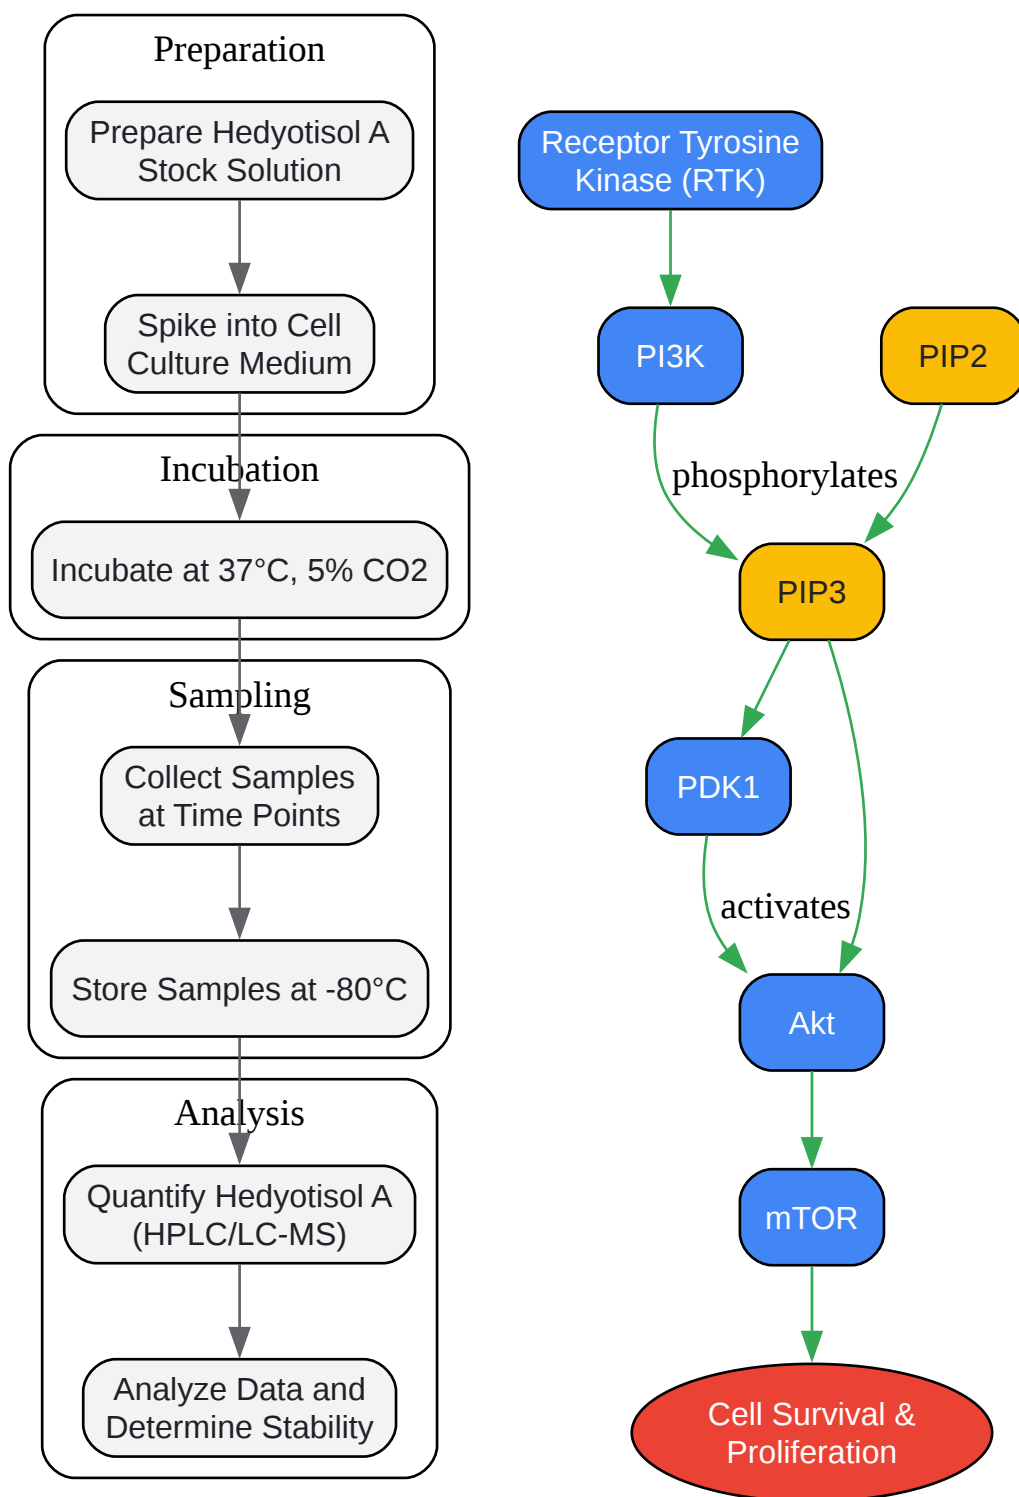 Preparation
Prepare Hedyotisol A
Stock Solution
Spike into Cell
Culture Medium
Incubation
Incubate at 37°C, 5% CO2
Sampling
Collect Samples
at Time Points
Store Samples at -80°C
Analysis
Quantify Hedyotisol A
(HPLC/LC-MS)
Analyze Data and
Determine Stability
Receptor Tyrosine
Kinase (RTK)
PI3K
PIP2
phosphorylates
PIP3
PDK1
activates
Akt
mTOR
Cell Survival &
Proliferation